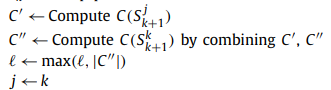 C′ ← Compute C(S^j_{k+1})
C″ ← Compute C(S^k_{k+1}) by combining C′, C″
ℓ ← max(ℓ, |C″|)
j ← k